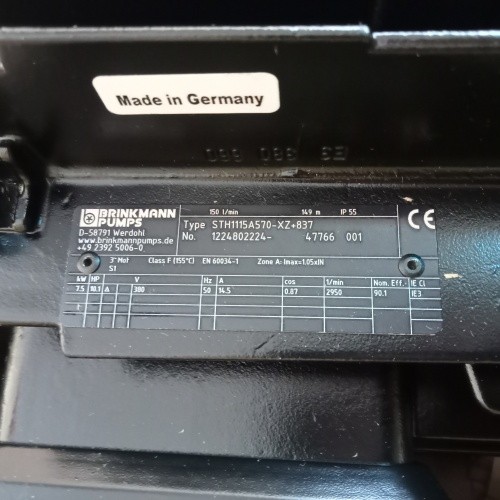 Made in Germany
E3 390 060
BRINKMANN
PUMPS
D-58791 Werdohl
www.brinkmannpumps.de
+49 2392 5006-0
150 l/min 149 m IP 55
Type STH1115A570-XZ+837
No. 1224802224- 47766 001
CE
3~ Mot Class F (155°C) EN 60034-1 Zone A: Imax=1.05xIN
S1
kW HP V Hz A cos 1/min Nom. Eff. IE Cl
7.5 10.1 Δ 380 50 14.5 0.87 2950 90.1 IE3